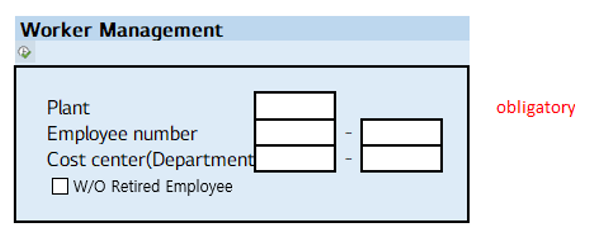 Worker Management
Plant
obligatory
Employee number -
Cost center(Department -
W/O Retired Employee